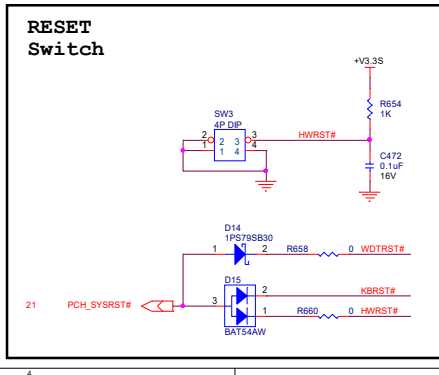 RESET
Switch
+V3.3S
R654
1K
SW3
4P DIP
2 2 3 3 HWRST#
1 1 4 4
C472
0.1uF
16V
D14
1PS79SB30
1 2 R658 0 WDTRST#
D15
2 KBRST#
21 PCH_SYSRST# 3
1 R660 0 HWRST#
BAT54AW
4